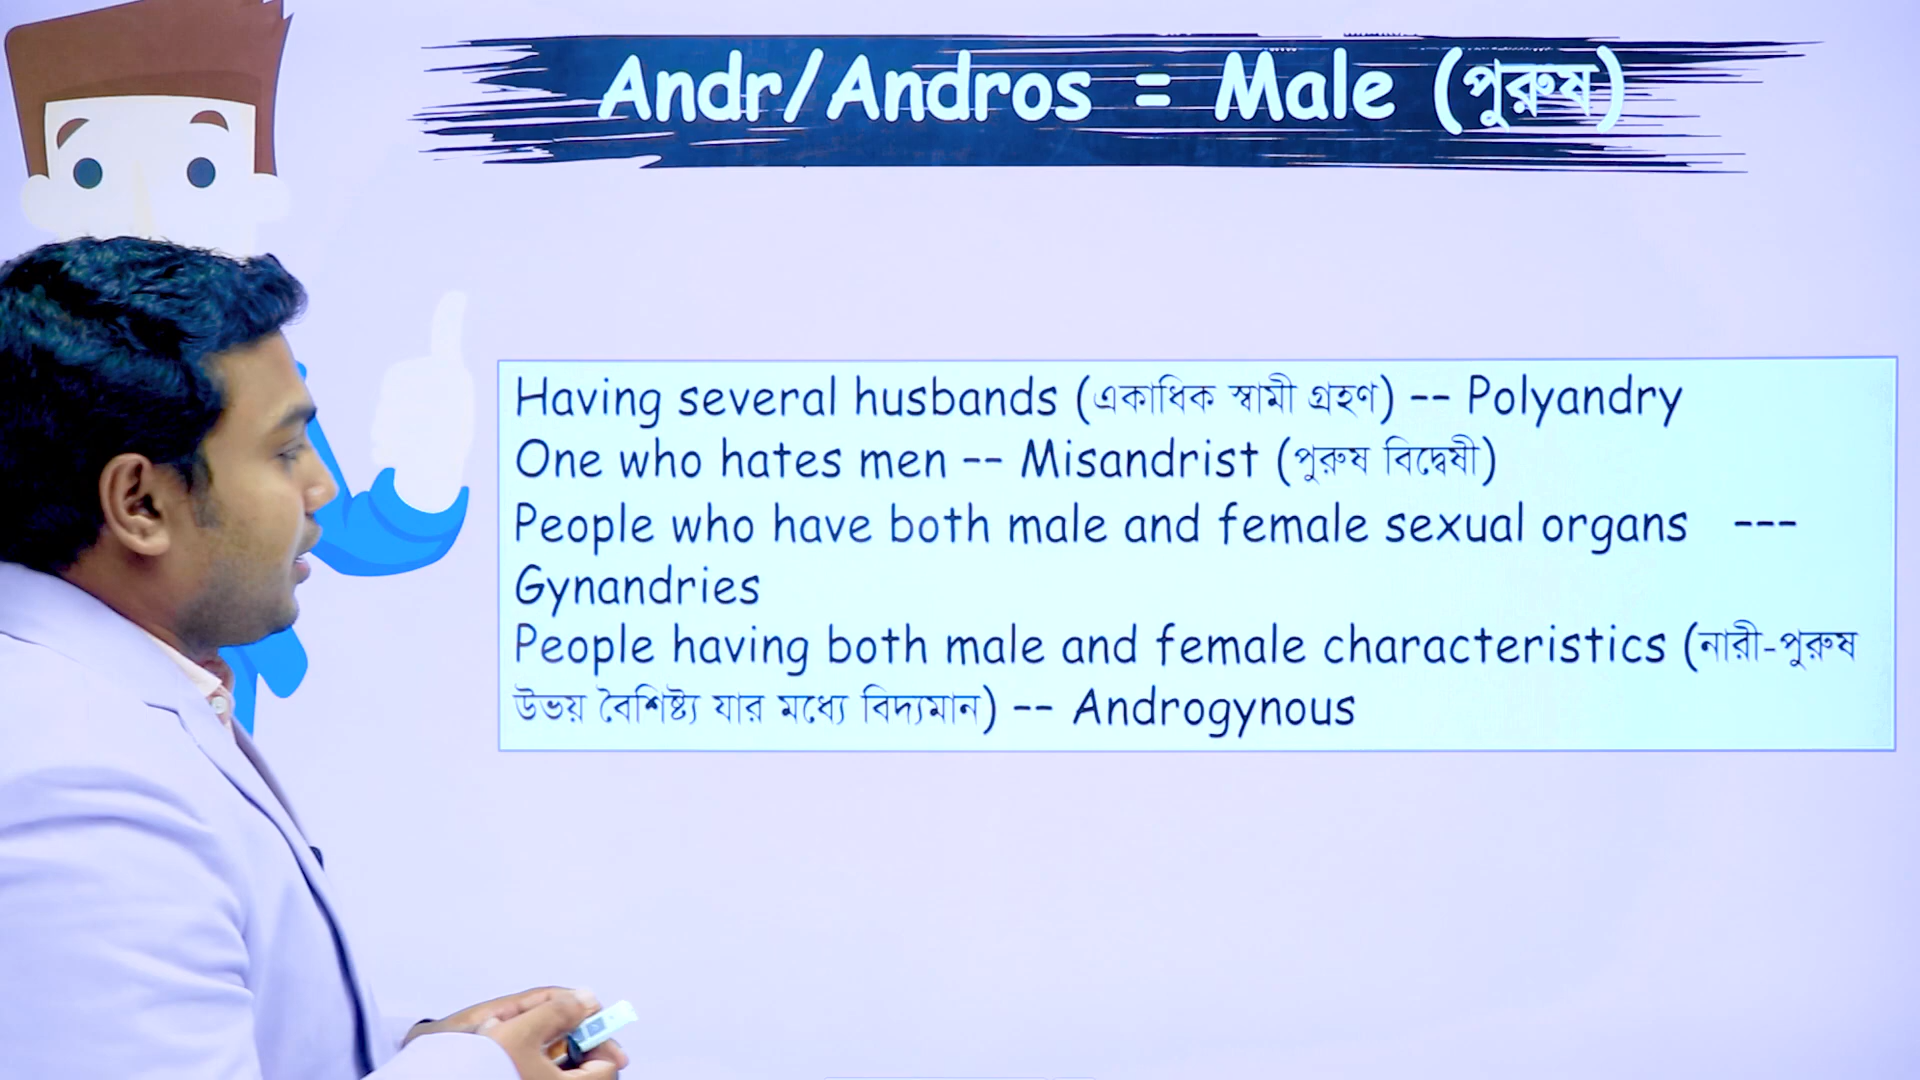 Andr/Andros = Male (পুরুষ)
Having several husbands (একাধিক স্বামী গ্রহণ) -- Polyandry
One who hates men -- Misandrist (পুরুষ বিদ্বেষী)
People who have both male and female sexual organs ---
Gynandries
People having both male and female characteristics (নারী-পুরুষ
উভয় বৈশিষ্ট্য যার মধ্যে বিদ্যমান) -- Androgynous